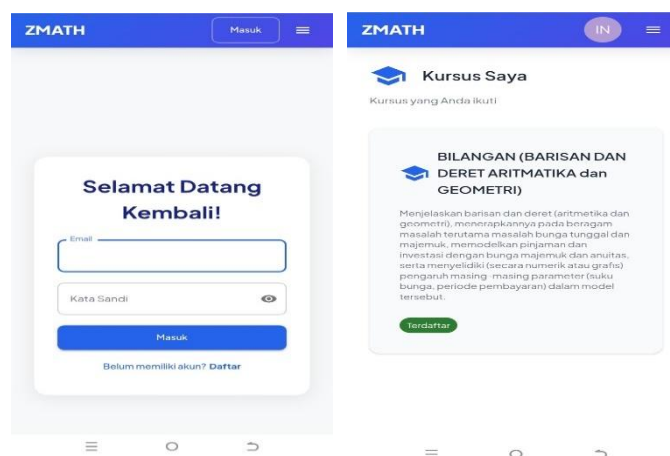 ZMATH
Masuk
Selamat Datang
Kembali!
Email
Kata Sandi
Masuk
Belum memiliki akun? Daftar
ZMATH
IN
Kursus Saya
Kursus yang Anda ikuti
BILANGAN (BARISAN DAN
DERET ARITMATIKA dan
GEOMETRI)
Menjelaskan barisan dan deret (aritmetika dan
geometri), menerapkannya pada beragam
masalah terutama masalah bunga tunggal dan
majemuk, memodelkan pinjaman dan
investasi dengan bunga majemuk dan anuitas,
serta menyelidiki (secara numerik atau grafis)
pengaruh masing -masing parameter (suku
bunga, periode pembayaran) dalam model
tersebut.
Terdaftar